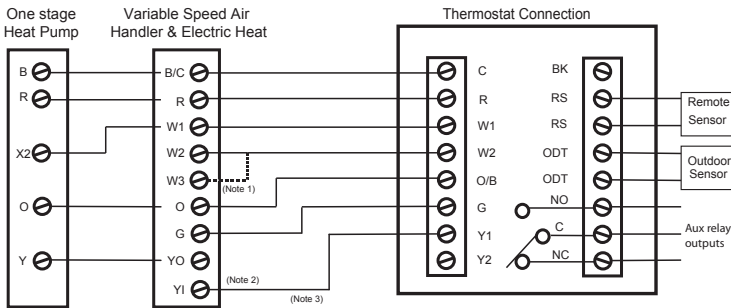 One stage
Heat Pump
Variable Speed Air
Handler & Electric Heat
Thermostat Connection
B
R
X2
O
Y
B/C
R
W1
W2
W3
(Note 1)
O
G
YO
YI
(Note 2)
(Note 3)
C
R
W1
W2
O/B
G
Y1
Y2
BK
RS
RS
ODT
ODT
NO
C
NC
Remote
Sensor
Outdoor
Sensor
Aux relay
outputs